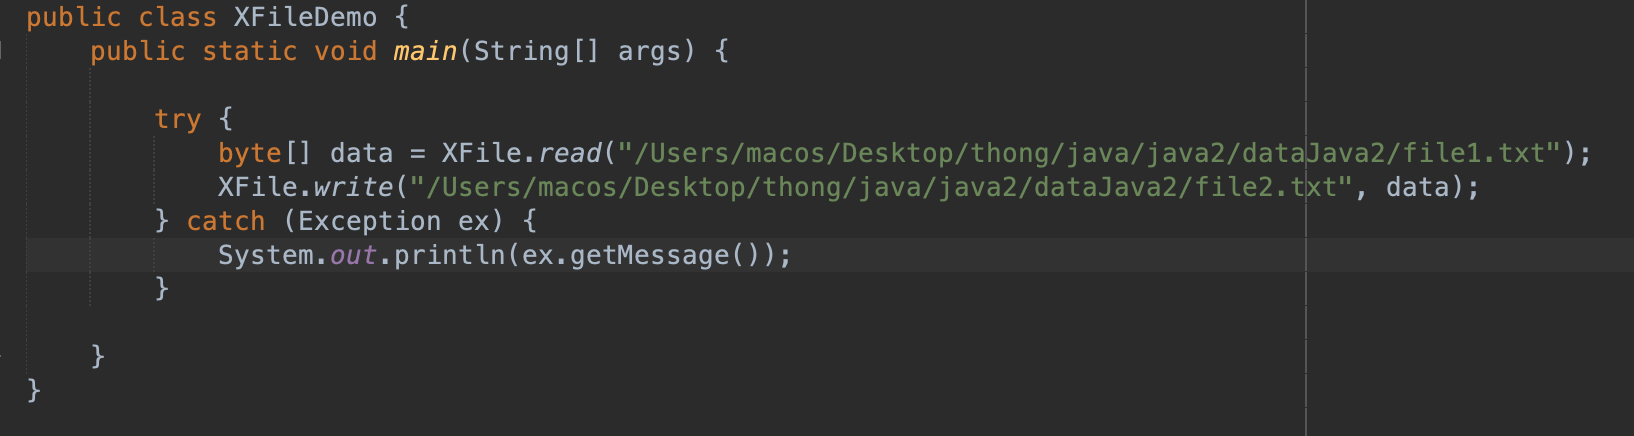 public class XFileDemo {
    public static void main(String[] args) {
        try {
            byte[] data = XFile.read("/Users/macos/Desktop/thong/java/java2/dataJava2/file1.txt");
            XFile.write("/Users/macos/Desktop/thong/java/java2/dataJava2/file2.txt", data);
        } catch (Exception ex) {
            System.out.println(ex.getMessage());
        }
    }
}